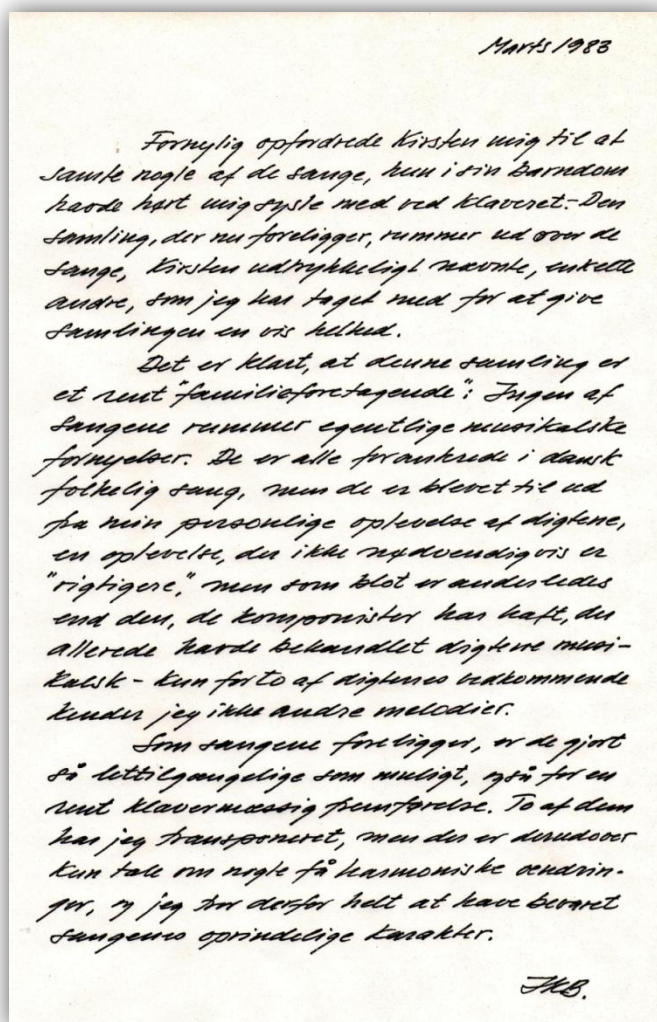 Marts 1983
Fornylig opfordrede Kirsten mig til at
samle nogle af de sange, hun i sin barndom
havde hørt mig sysle med ved klaveret. - Den
samling, der nu foreligger, rummer ud over de
sange, Kirsten udtrykkeligt nævnte, enkelte
andre, som jeg har taget med for at give
samlingen en vis helhed.
Det er klart, at denne samling er
et rent "familieforetagende": Ingen af
sangene rummer egentlige musikalske
fornyelser. De er alle forankrede i dansk
folkelig sang, men de er blevet til ud
fra min personlige oplevelse af digtene,
en oplevelse, der ikke nødvendigvis er
"rigtigere," men som blot er anderledes
end den, de komponister har haft, der
allerede havde behandlet digtene musi-
kalsk - kun for to af digtenes vedkommende
kender jeg ikke andre melodier.
Som sangene foreligger, er de gjort
så lettilgængelige som muligt, også for en
rent klavermæssig fremførelse. To af dem
har jeg transponeret, men der er derudover
kun tale om nogle få harmoniske ændrin-
ger, og jeg tror derfor helt at have bevaret
sangenes oprindelige karakter.